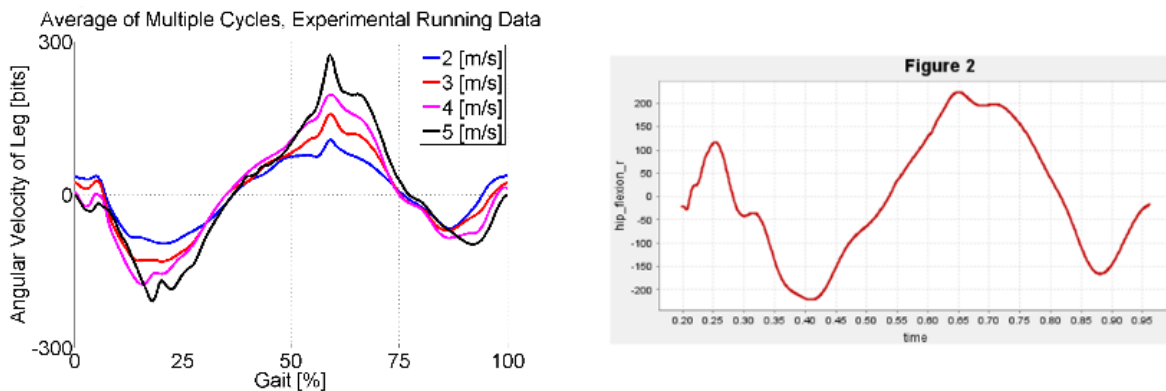 Average of Multiple Cycles, Experimental Running Data
300
2 [m/s]
3 [m/s]
4 [m/s]
5 [m/s]
Angular Velocity of Leg [bits]
0
-300
0 25 50 75 100
Gait [%]
Figure 2
200
150
100
50
0
-50
-100
-150
-200
hip_flexion_r
0.20 0.25 0.30 0.35 0.40 0.45 0.50 0.55 0.60 0.65 0.70 0.75 0.80 0.85 0.90 0.95
time